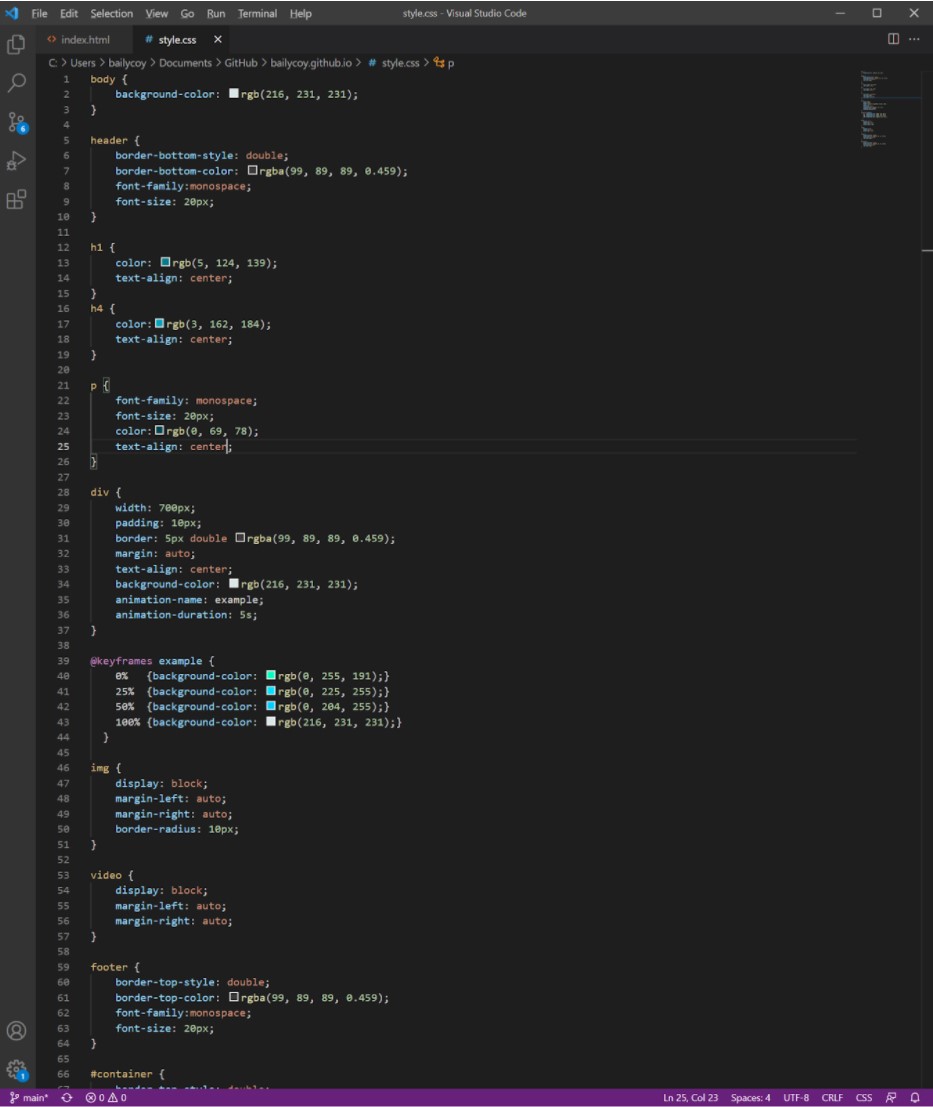 File Edit Selection View Go Run Terminal Help style.css - Visual Studio Code
<> index.html # style.css ×
C: > Users > bailycoy > Documents > GitHub > bailycoy.github.io > # style.css > p
1 body {
2 background-color: rgb(216, 231, 231);
3 }
4
5 header {
6 border-bottom-style: double;
7 border-bottom-color: rgba(99, 89, 89, 0.459);
8 font-family:monospace;
9 font-size: 20px;
10 }
11
12 h1 {
13 color: rgb(5, 124, 139);
14 text-align: center;
15 }
16 h4 {
17 color: rgb(3, 162, 184);
18 text-align: center;
19 }
20
21 p {
22 font-family: monospace;
23 font-size: 20px;
24 color: rgb(0, 69, 78);
25 text-align: center;
26 }
27
28 div {
29 width: 700px;
30 padding: 10px;
31 border: 5px double rgba(99, 89, 89, 0.459);
32 margin: auto;
33 text-align: center;
34 background-color: rgb(216, 231, 231);
35 animation-name: example;
36 animation-duration: 5s;
37 }
38
39 @keyframes example {
40 0% {background-color: rgb(0, 255, 191);}
41 25% {background-color: rgb(0, 225, 255);}
42 50% {background-color: rgb(0, 204, 255);}
43 100% {background-color: rgb(216, 231, 231);}
44 }
45
46 img {
47 display: block;
48 margin-left: auto;
49 margin-right: auto;
50 border-radius: 10px;
51 }
52
53 video {
54 display: block;
55 margin-left: auto;
56 margin-right: auto;
57 }
58
59 footer {
60 border-top-style: double;
61 border-top-color: rgba(99, 89, 89, 0.459);
62 font-family:monospace;
63 font-size: 20px;
64 }
65
66 #container {
6
1
main* 0 0 Ln 25, Col 23 Spaces: 4 UTF-8 CRLF CSS